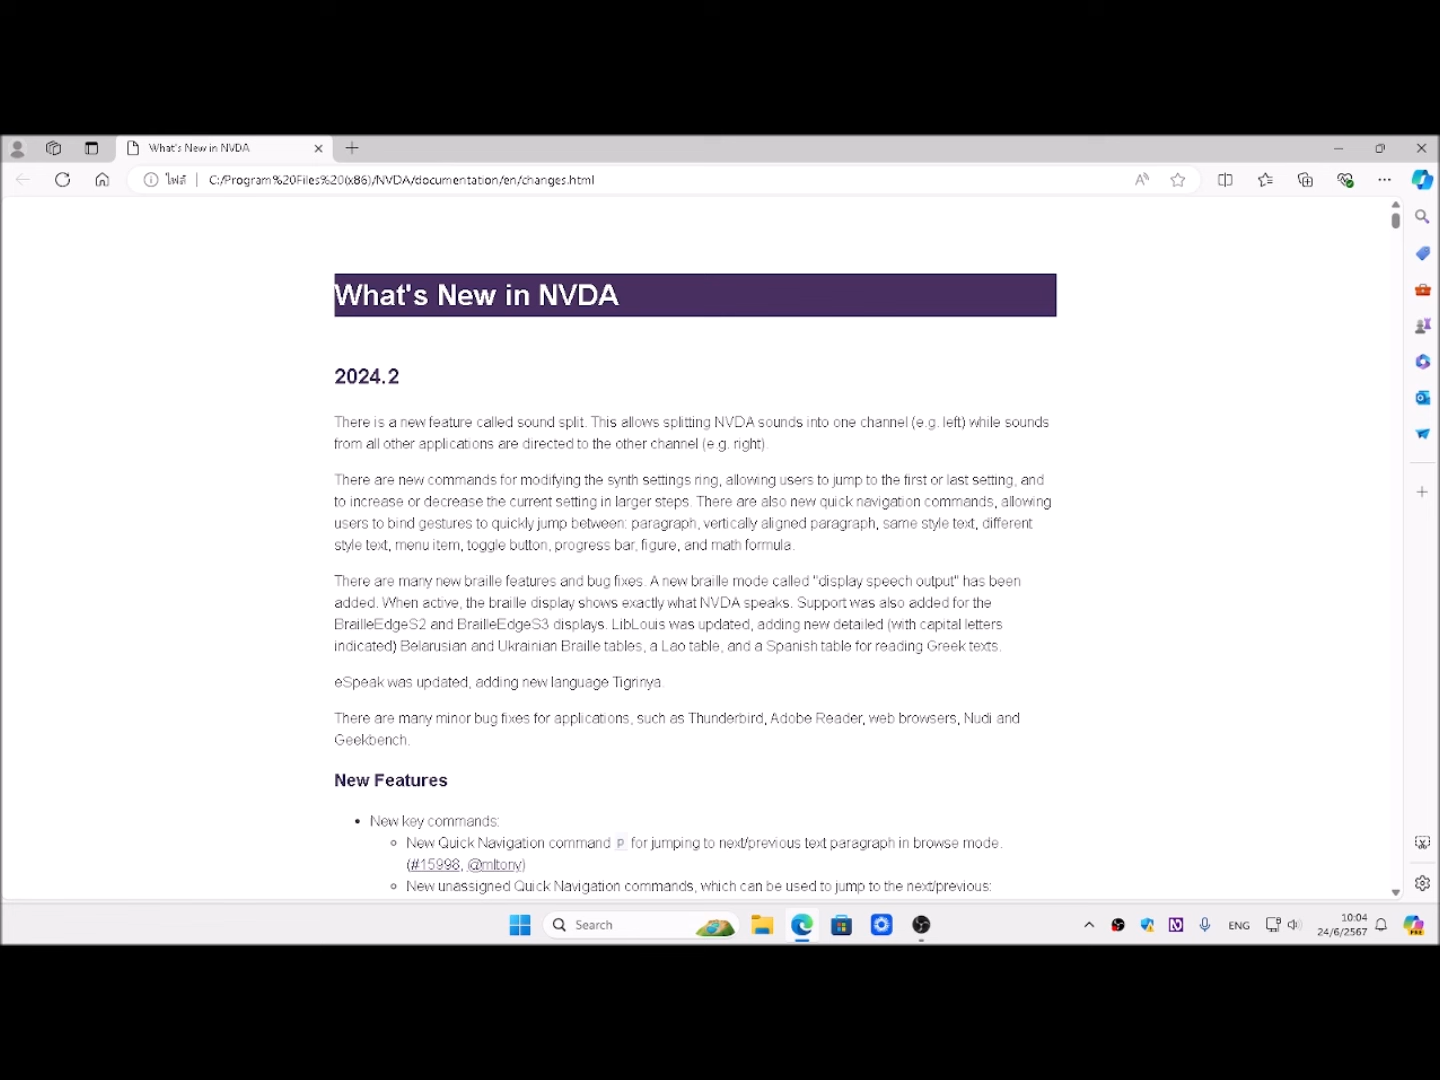 What's New in NVDA
ไฟล์ C:/Program%20Files%20(x86)/NVDA/documentation/en/changes.html
What's New in NVDA
2024.2
There is a new feature called sound split. This allows splitting NVDA sounds into one channel (e.g. left) while sounds
from all other applications are directed to the other channel (e.g. right).
There are new commands for modifying the synth settings ring, allowing users to jump to the first or last setting, and
to increase or decrease the current setting in larger steps. There are also new quick navigation commands, allowing
users to bind gestures to quickly jump between: paragraph, vertically aligned paragraph, same style text, different
style text, menu item, toggle button, progress bar, figure, and math formula.
There are many new braille features and bug fixes. A new braille mode called "display speech output" has been
added. When active, the braille display shows exactly what NVDA speaks. Support was also added for the
BrailleEdgeS2 and BrailleEdgeS3 displays. LibLouis was updated, adding new detailed (with capital letters
indicated) Belarusian and Ukrainian Braille tables, a Lao table, and a Spanish table for reading Greek texts.
eSpeak was updated, adding new language Tigrinya.
There are many minor bug fixes for applications, such as Thunderbird, Adobe Reader, web browsers, Nudi and
Geekbench.
New Features
• New key commands:
◦ New Quick Navigation command p for jumping to next/previous text paragraph in browse mode.
(#15998, @mltony)
◦ New unassigned Quick Navigation commands, which can be used to jump to the next/previous:
Search
ENG
10:04
24/6/2567